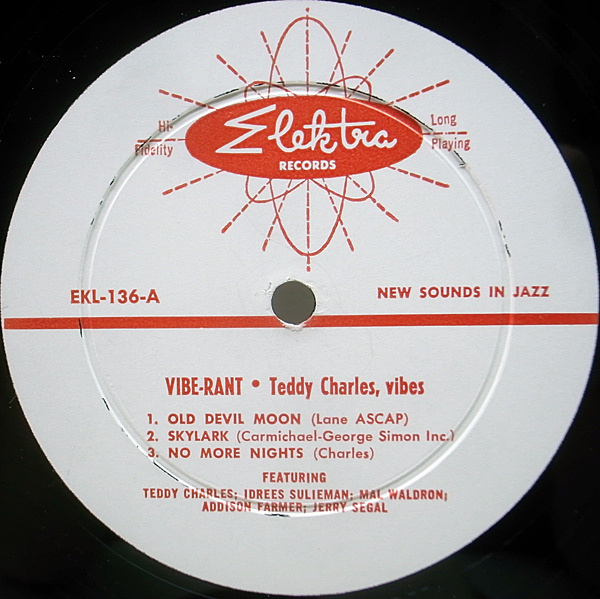 Elektra
RECORDS
Hi-
Fidelity
Long
Playing
EKL-136-A
NEW SOUNDS IN JAZZ
VIBE-RANT • Teddy Charles, vibes
1. OLD DEVIL MOON (Lane ASCAP)
2. SKYLARK (Carmichael-George Simon Inc.)
3. NO MORE NIGHTS (Charles)
FEATURING
TEDDY CHARLES; IDREES SULIEMAN; MAL WALDRON;
ADDISON FARMER; JERRY SEGAL